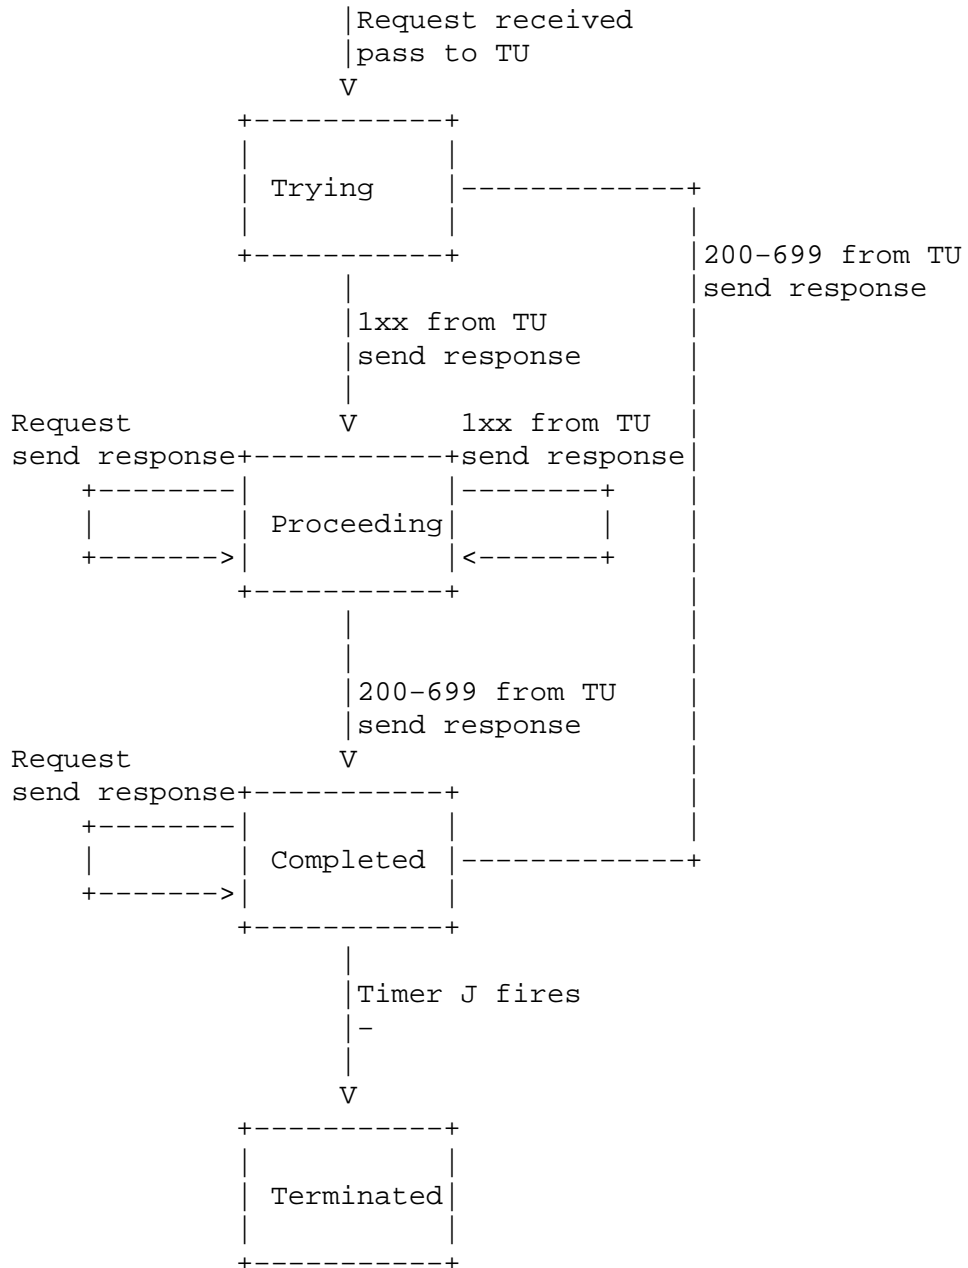 Request received
pass to TU
Trying
200-699 from TU
send response
1xx from TU
send response
Request
send response
1xx from TU
send response
Proceeding
200-699 from TU
send response
Request
send response
Completed
Timer J fires
-
Terminated